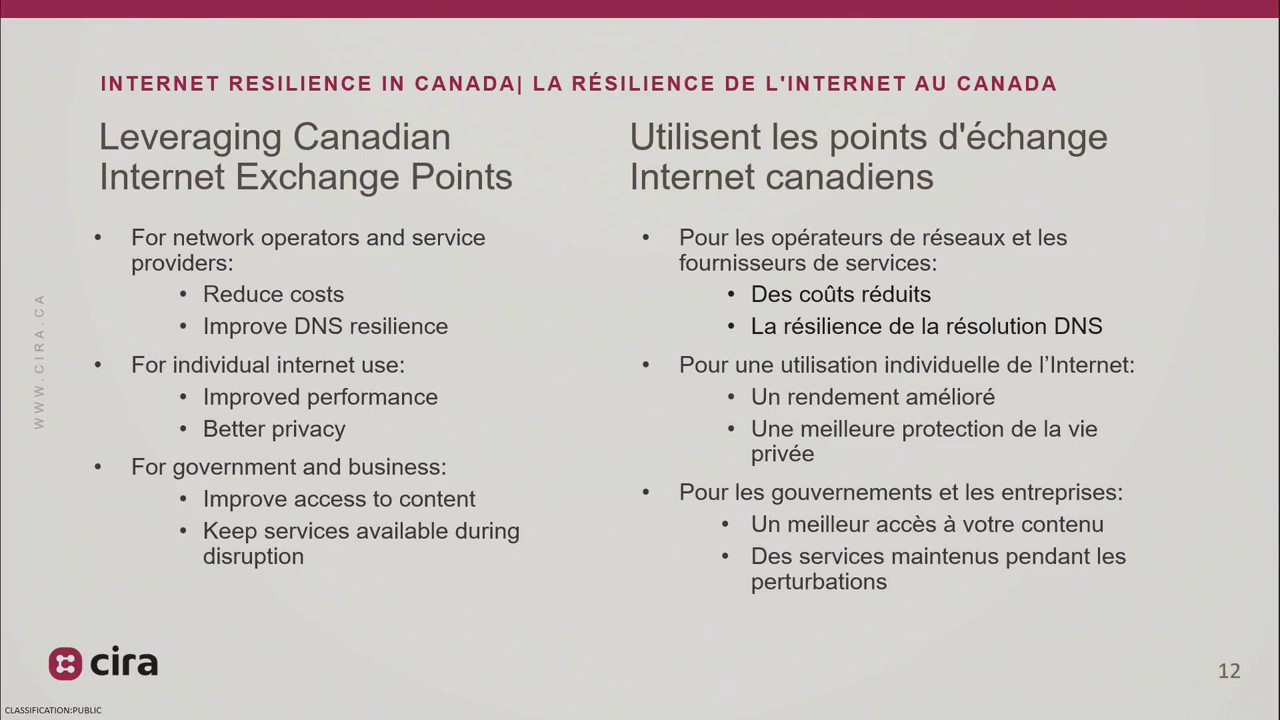 INTERNET RESILIENCE IN CANADA| LA RÉSILIENCE DE L'INTERNET AU CANADA
Leveraging Canadian
Internet Exchange Points
• For network operators and service
providers:
• Reduce costs
• Improve DNS resilience
• For individual internet use:
• Improved performance
• Better privacy
• For government and business:
• Improve access to content
• Keep services available during
disruption
Utilisent les points d'échange
Internet canadiens
• Pour les opérateurs de réseaux et les
fournisseurs de services:
• Des coûts réduits
• La résilience de la résolution DNS
• Pour une utilisation individuelle de l’Internet:
• Un rendement amélioré
• Une meilleure protection de la vie
privée
• Pour les gouvernements et les entreprises:
• Un meilleur accès à votre contenu
• Des services maintenus pendant les
perturbations
WWW.CIRA.CA
cira
12
CLASSIFICATION:PUBLIC